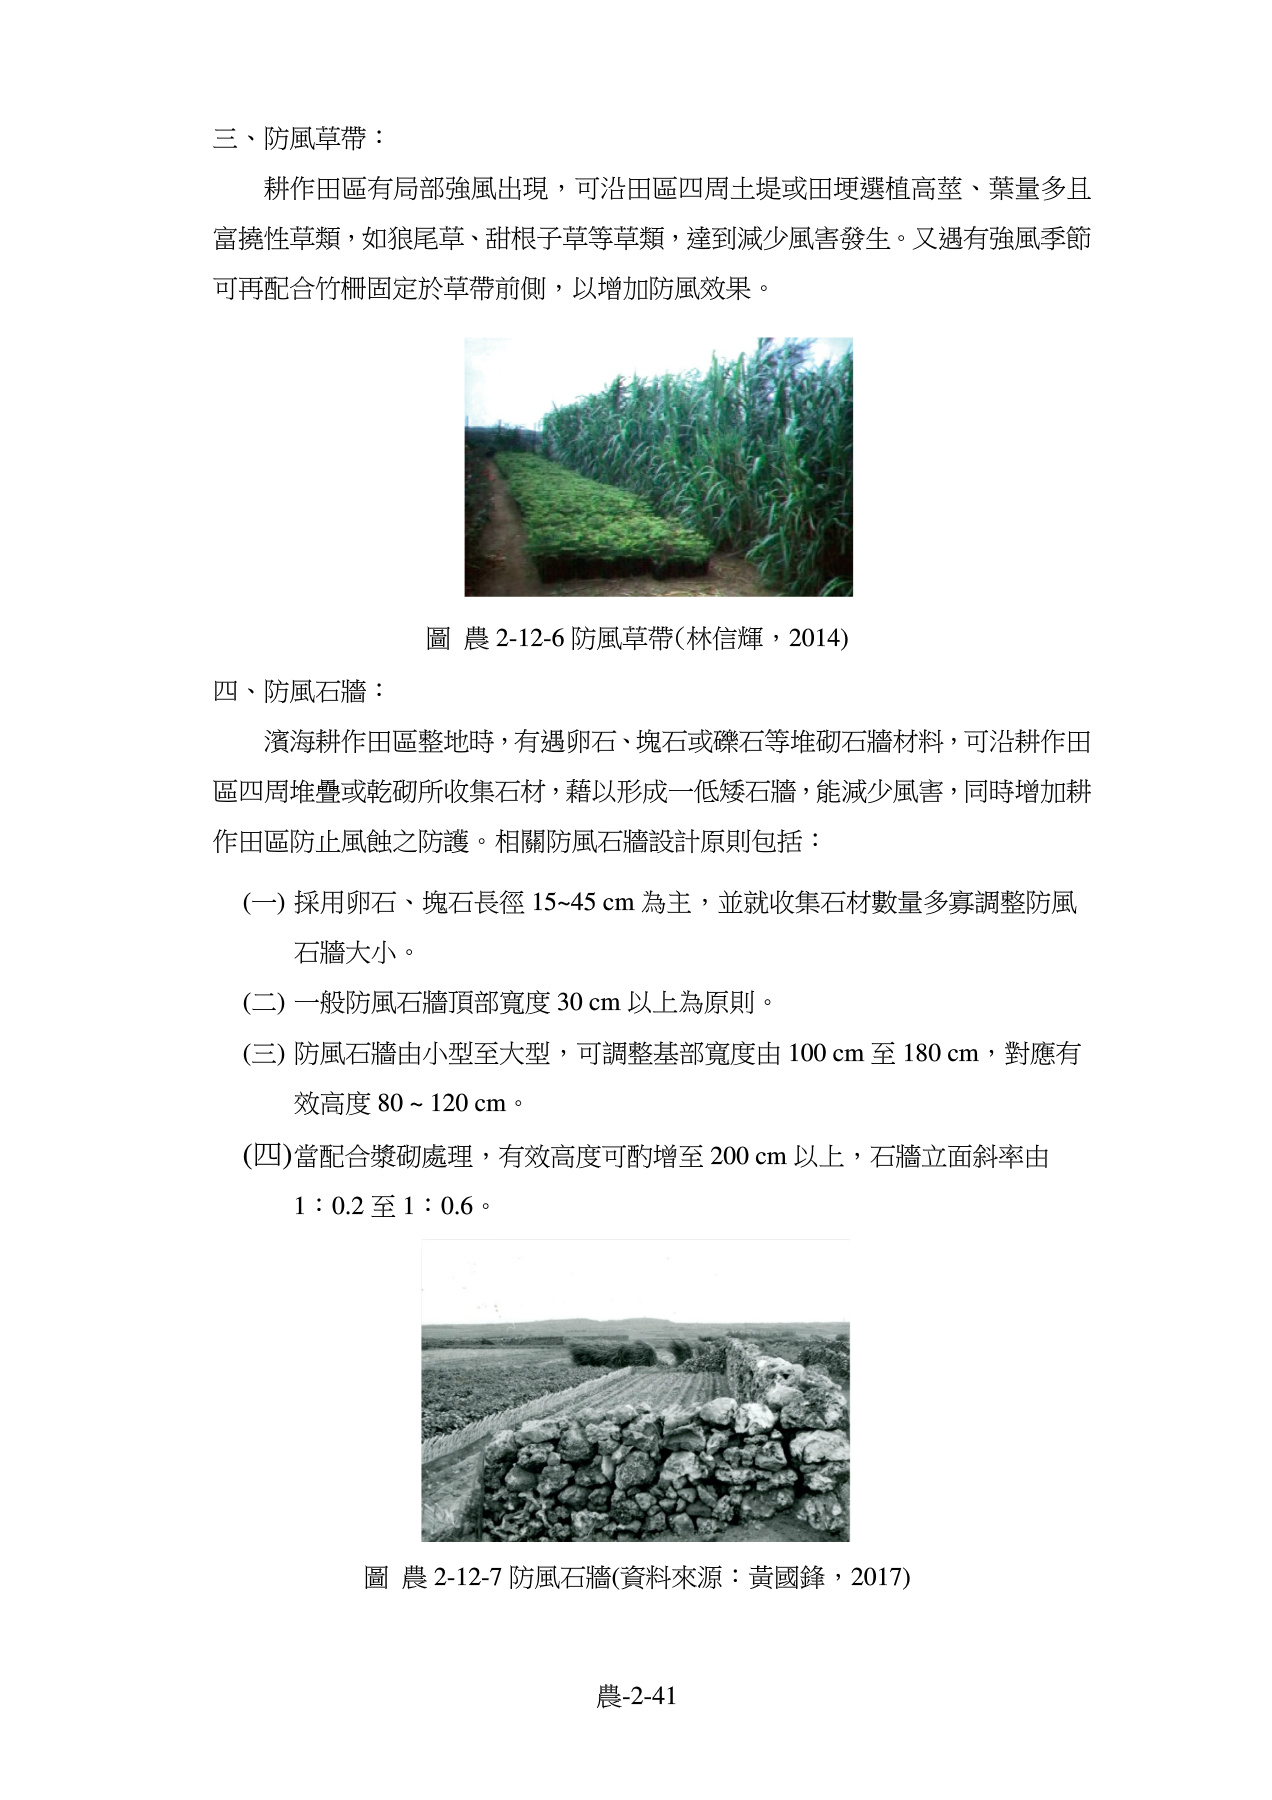 三、防風草帶：
耕作田區有局部強風出現，可沿田區四周土堤或田埂選植高莖、葉量多且
富撓性草類，如狼尾草、甜根子草等草類，達到減少風害發生。又遇有強風季節
可再配合竹柵固定於草帶前側，以增加防風效果。
圖 農 2-12-6 防風草帶(林信輝，2014)
四、防風石牆：
濱海耕作田區整地時，有遇卵石、塊石或礫石等堆砌石牆材料，可沿耕作田
區四周堆疊或乾砌所收集石材，藉以形成一低矮石牆，能減少風害，同時增加耕
作田區防止風蝕之防護。相關防風石牆設計原則包括：
(一) 採用卵石、塊石長徑 15~45 cm 為主，並就收集石材數量多寡調整防風
石牆大小。
(二) 一般防風石牆頂部寬度 30 cm 以上為原則。
(三) 防風石牆由小型至大型，可調整基部寬度由 100 cm 至 180 cm，對應有
效高度 80 ~ 120 cm。
(四)當配合漿砌處理，有效高度可酌增至 200 cm 以上，石牆立面斜率由
1：0.2 至 1：0.6。
圖 農 2-12-7 防風石牆(資料來源：黃國鋒，2017)
農-2-41